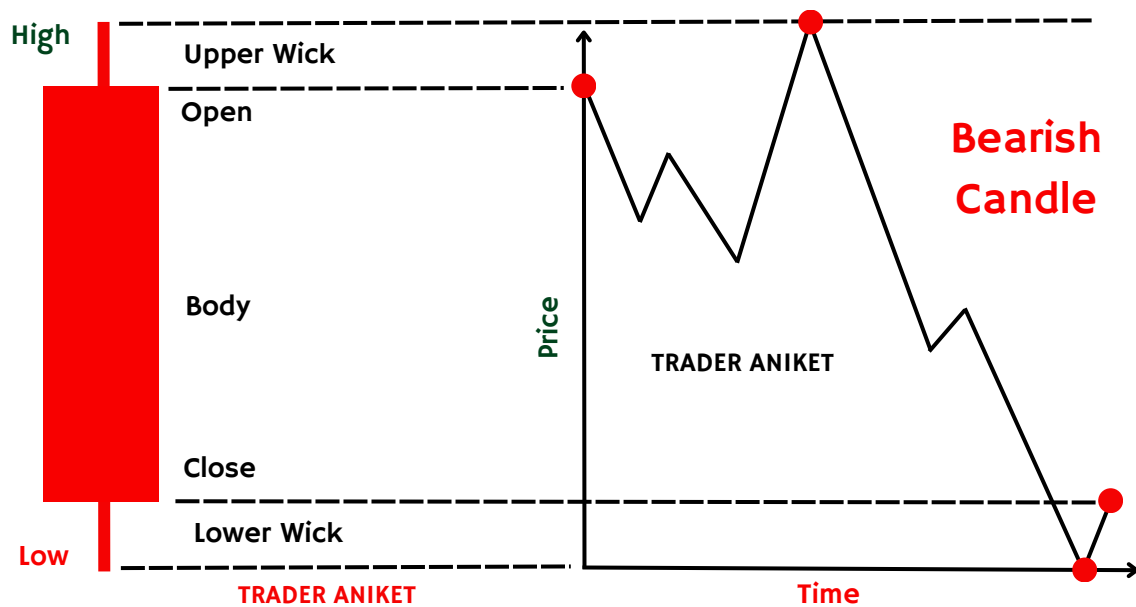 High
Upper Wick
Open
Bearish
Candle
Body
Price
TRADER ANIKET
Close
Lower Wick
Low
TRADER ANIKET
Time